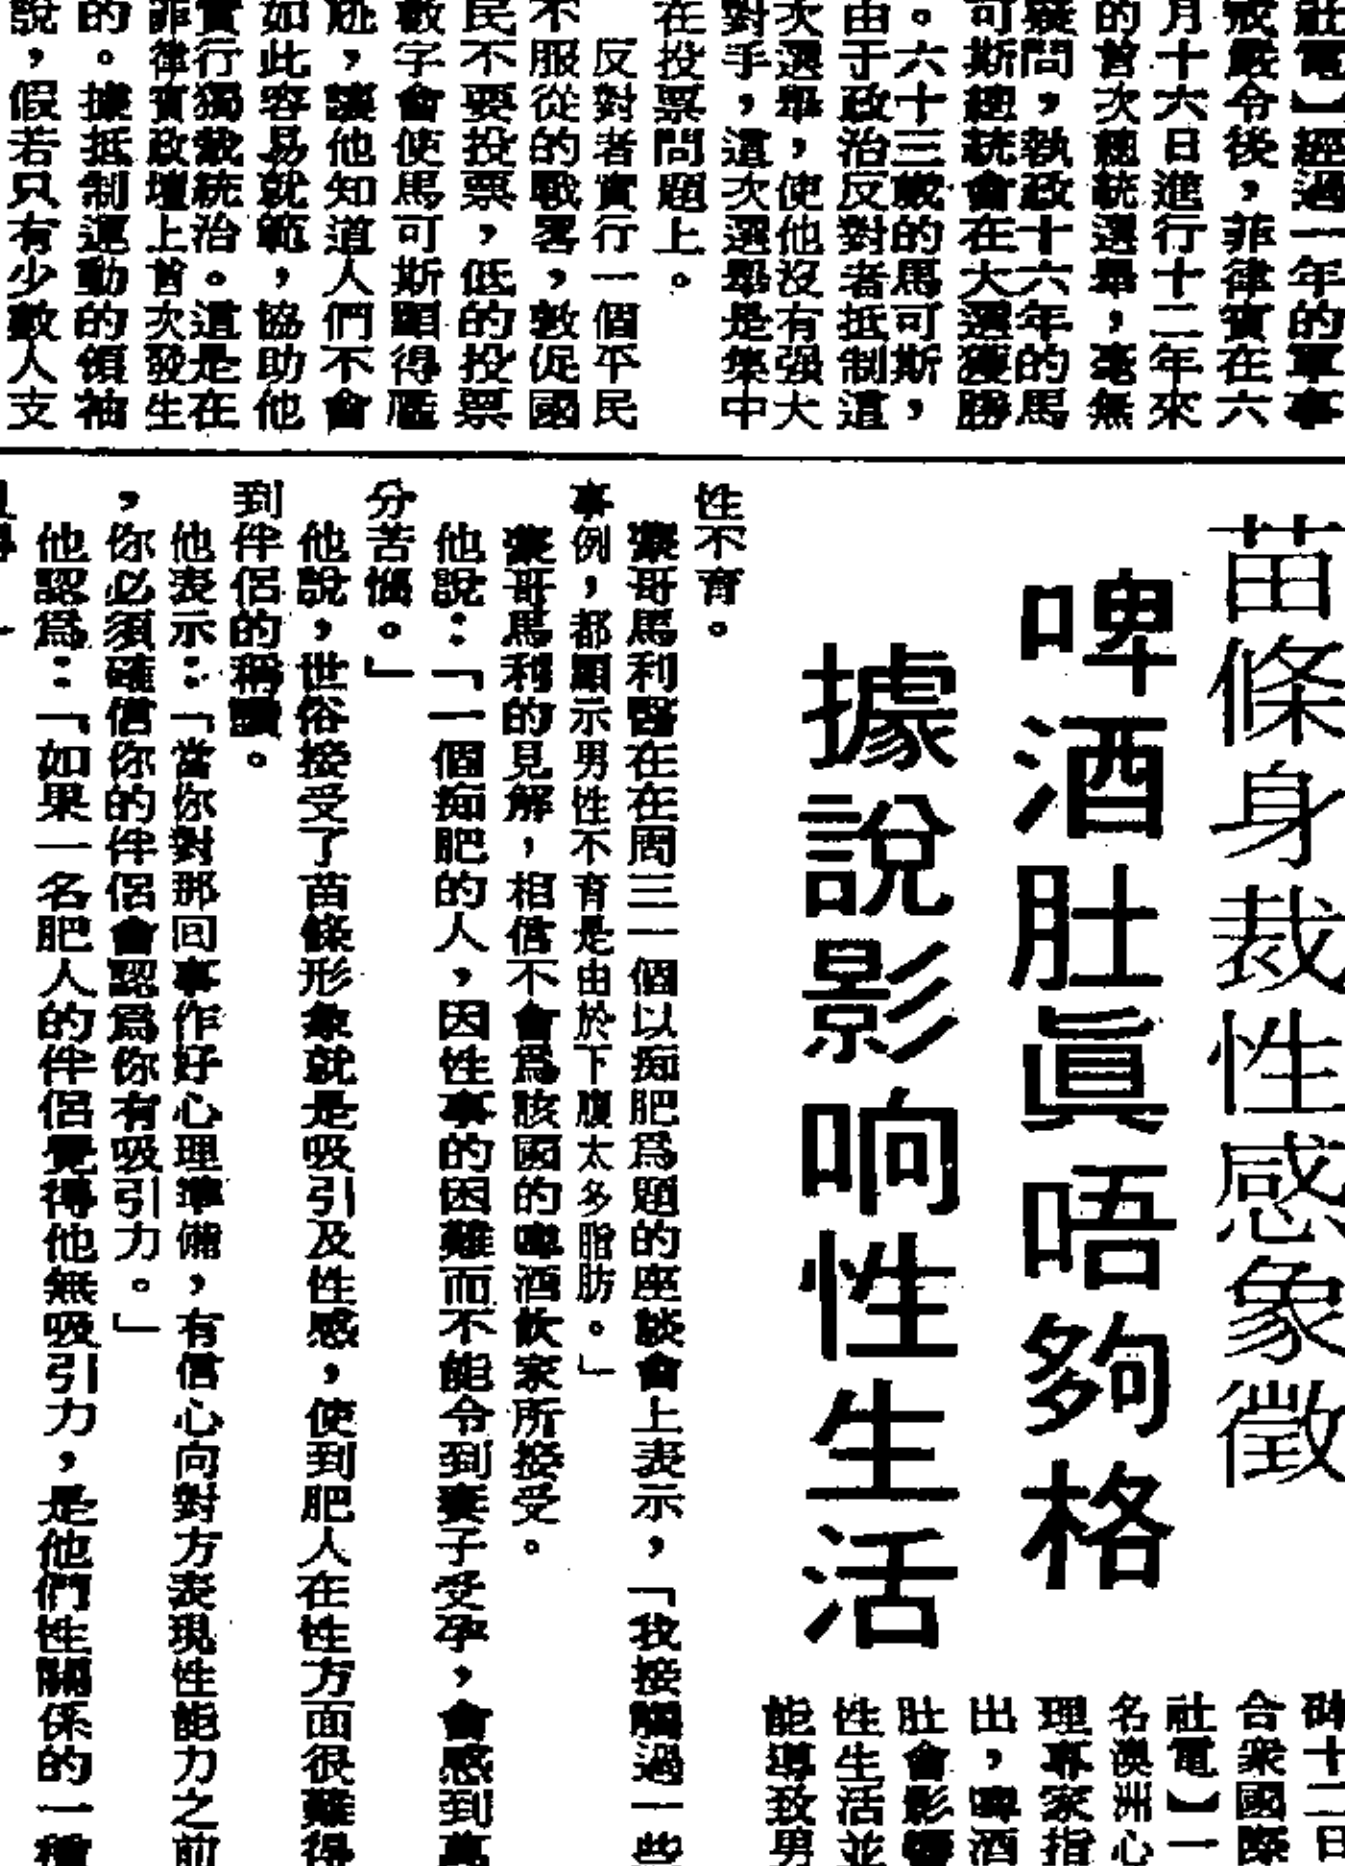 社電】經過一年的軍事
戒嚴令後，菲律賓在六
月十六日進行十二年來
的首次總統選舉，毫無
疑問，執政十六年的馬
可斯總統會在大選獲勝
。六十三歲的馬可斯，
由于政治反對者抵制這
次選舉，使他沒有强大
對手，這次選舉是集中
在投票問題上。
反對者實行一個平民
不服從的戰署，敦促國
民不要投票，低的投票
數字會使馬可斯顯得尷
尬，讓他知道人們不會
如此容易就範，協助他
實行獨裁統治。這是在
菲律賓政壇上首次發生
的。據抵制運動的領袖
說，假若只有少數人支
苗條身裁性感象徵
啤酒肚眞唔夠格
據說影响性生活
碑十二日
合衆國際
社電】一
名澳洲心
理專家指
出，啤酒
肚會影響
性生活並
能導致男
性不育。
蒙哥馬利醫在在周三一個以痴肥爲題的座談會上表示，「我接觸過一些
事例，都顯示男性不育是由於下腹太多脂肪。」
蒙哥馬利的見解，相信不會爲該國的啤酒飲家所接受。
他說：「一個痴肥的人，因性事的困難而不能令到妻子受孕，會感到萬
分苦惱。」
他說，世俗接受了苗條形象就是吸引及性感，使到肥人在性方面很難得
到伴侶的稱讚。
他表示：「當你對那回事作好心理準備，有信心向對方表現性能力之前
，你必須確信你的伴侶會認爲你有吸引力。」
他認爲：「如果一名肥人的伴侶覺得他無吸引力，是他們性關係的一種